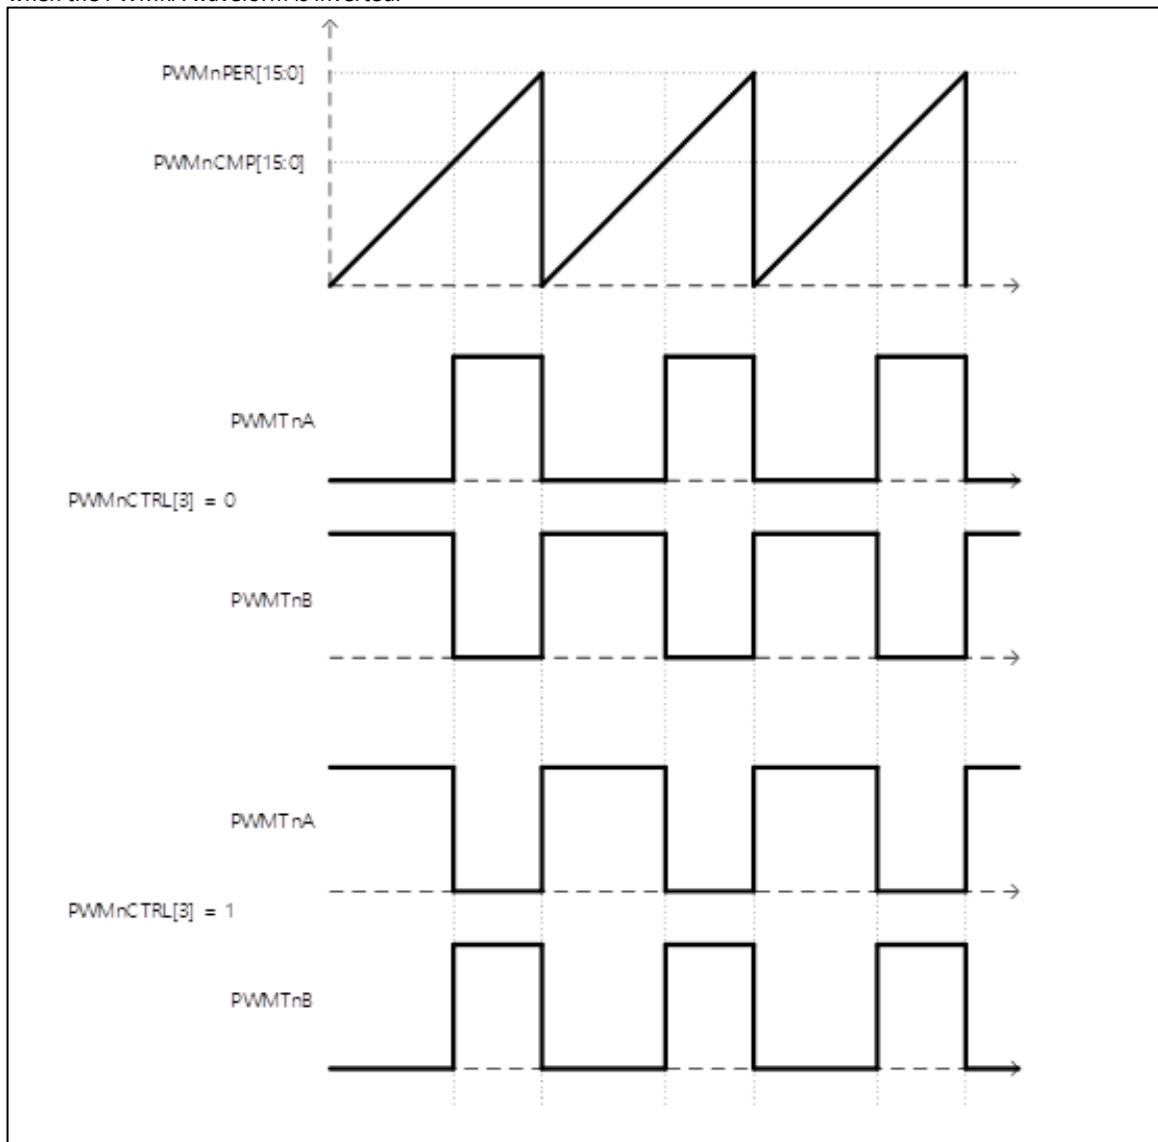 PWMnPER[15:0]
PWMnCMP[15:0]
PWMTnA
PWMnCTRL[3] = 0
PWMTnB
PWMTnA
PWMnCTRL[3] = 1
PWMTnB